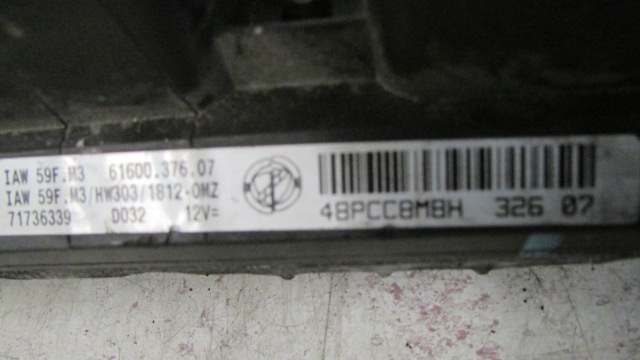 IAW 59F.M3 61600.376.07
IAW 59F.M3/HW303/1812-OMZ
71736339 D032 12V=
48PCC8M8H 326 07